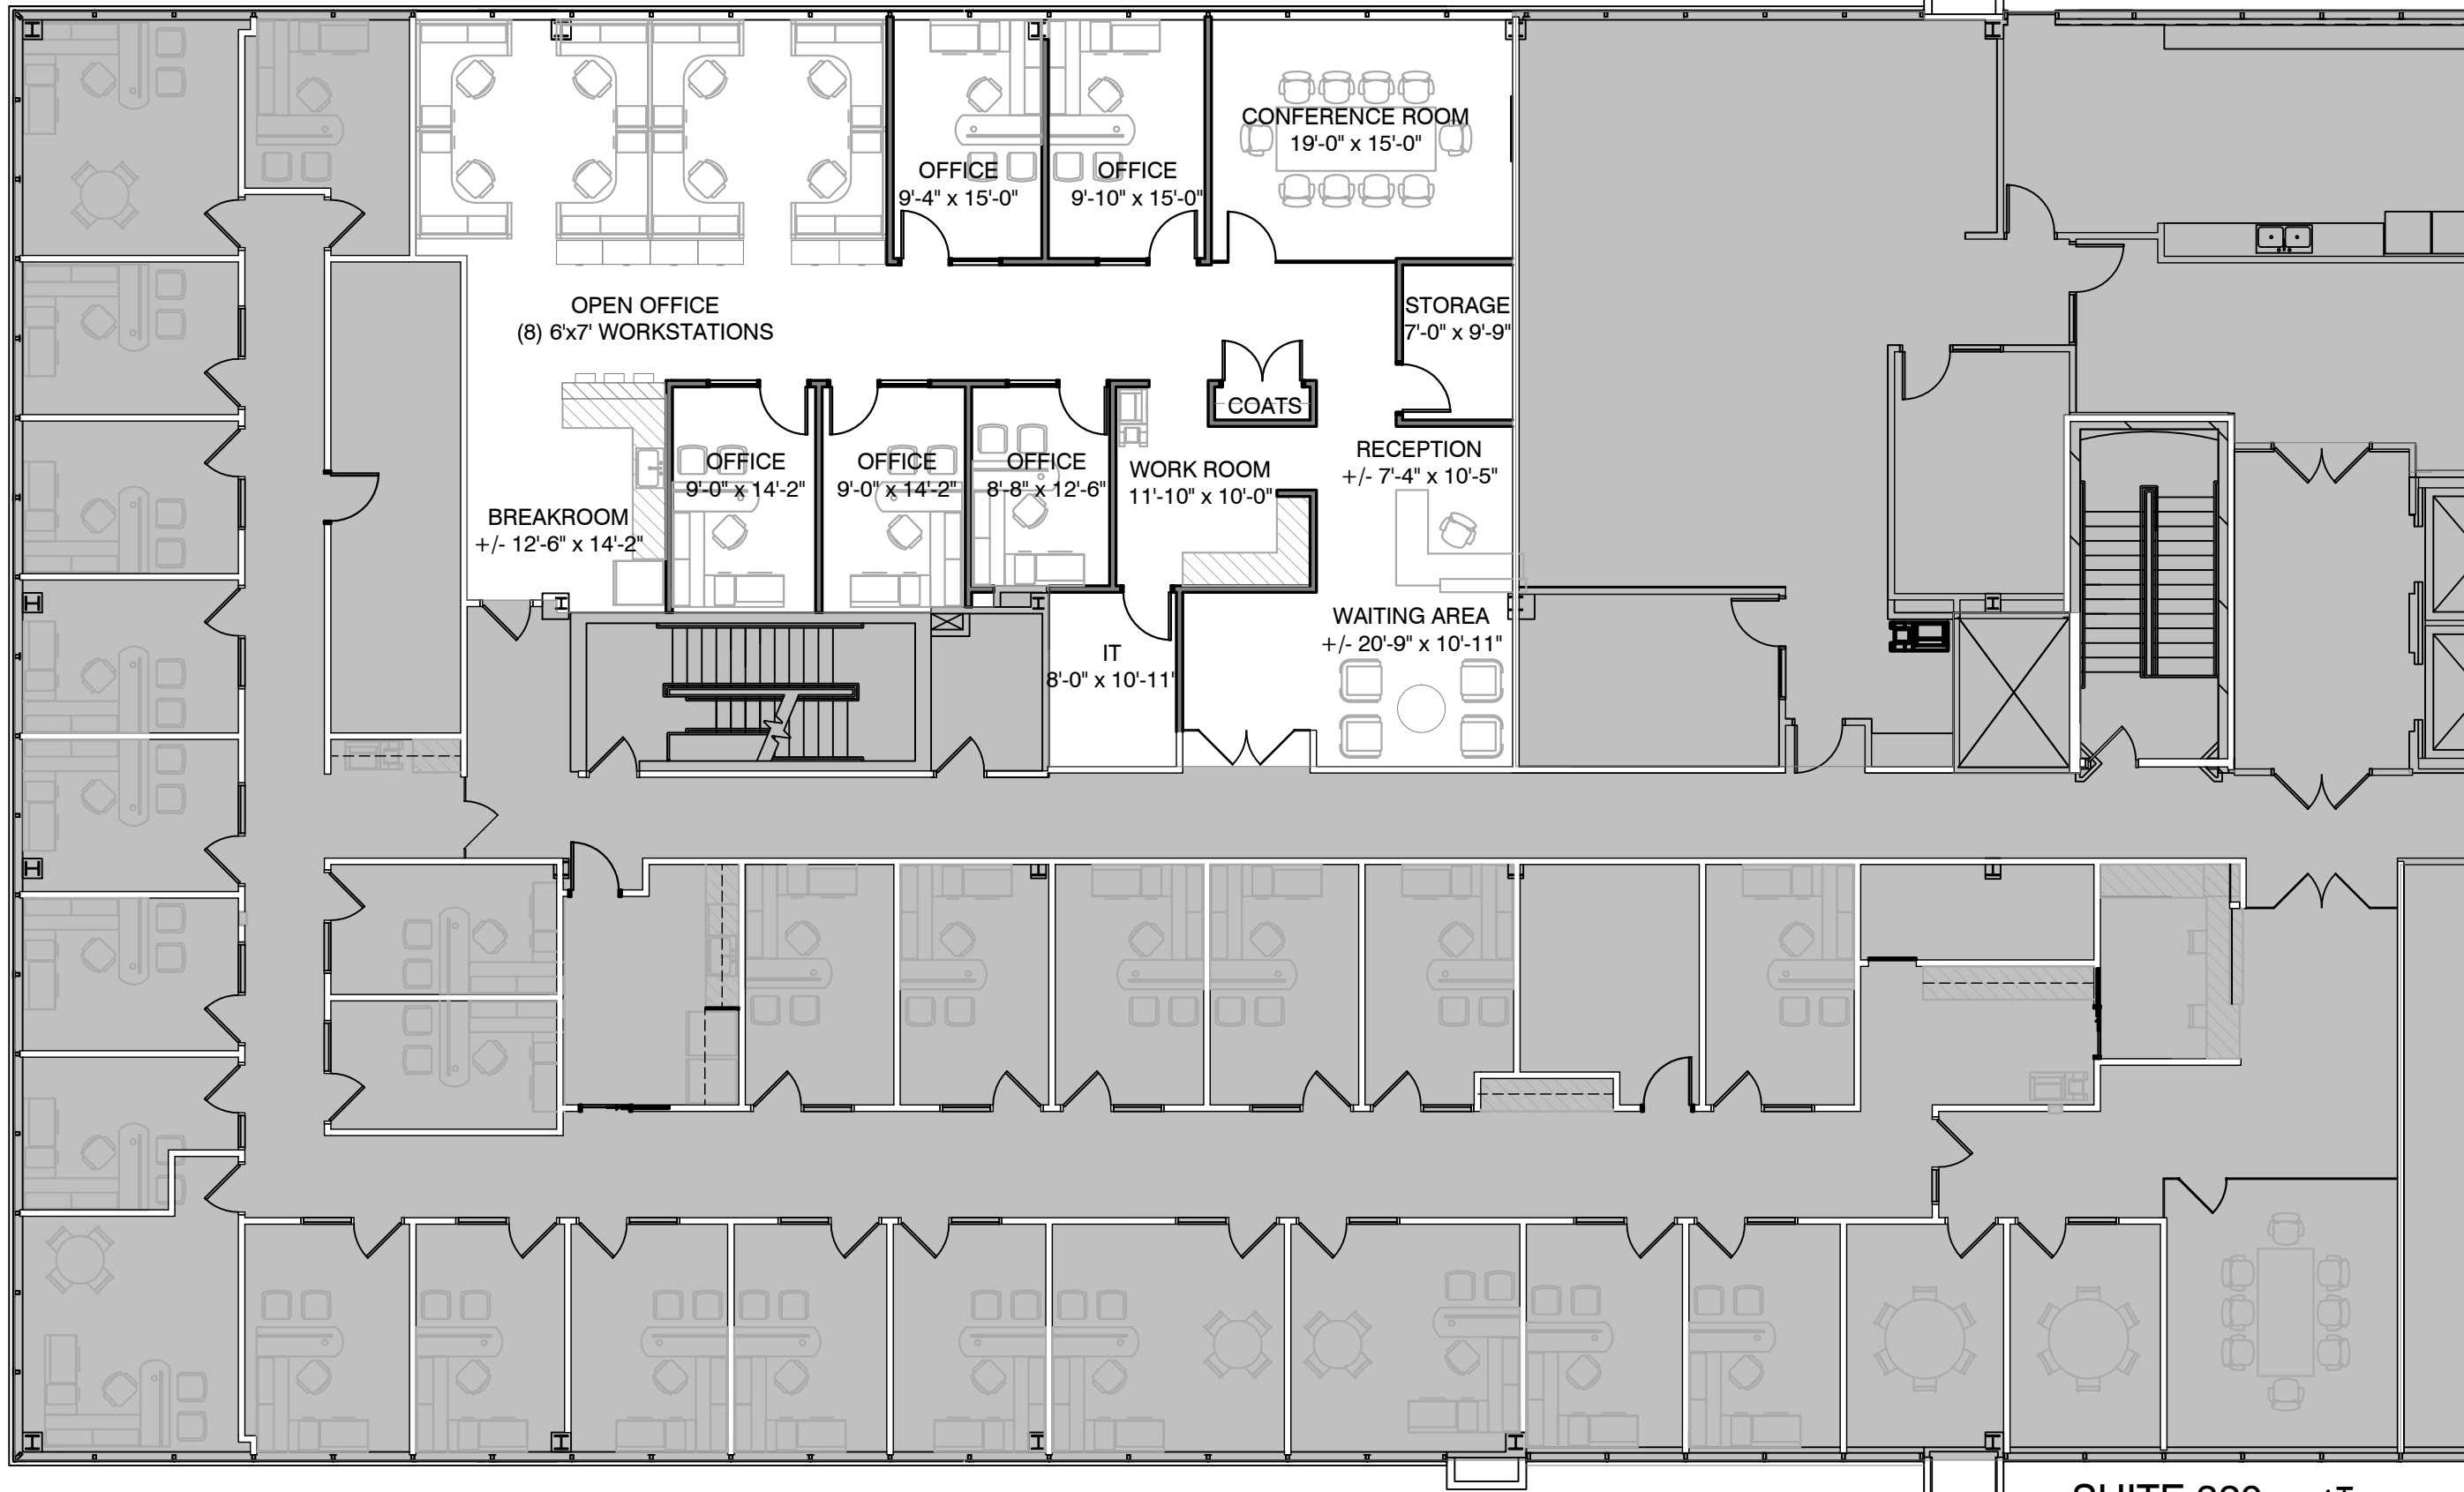 CONFERENCE ROOM
19'-0" x 15'-0"
OFFICE
9'-4" x 15'-0"
OFFICE
9'-10" x 15'-0"
OPEN OFFICE
(8) 6'x7' WORKSTATIONS
STORAGE
7'-0" x 9'-9"
COATS
RECEPTION
+/- 7'-4" x 10'-5"
OFFICE
9'-0" x 14'-2"
OFFICE
9'-0" x 14'-2"
OFFICE
8'-8" x 12'-6"
WORK ROOM
11'-10" x 10'-0"
BREAKROOM
+/- 12'-6" x 14'-2"
WAITING AREA
+/- 20'-9" x 10'-11"
IT
8'-0" x 10'-11"
SUITE